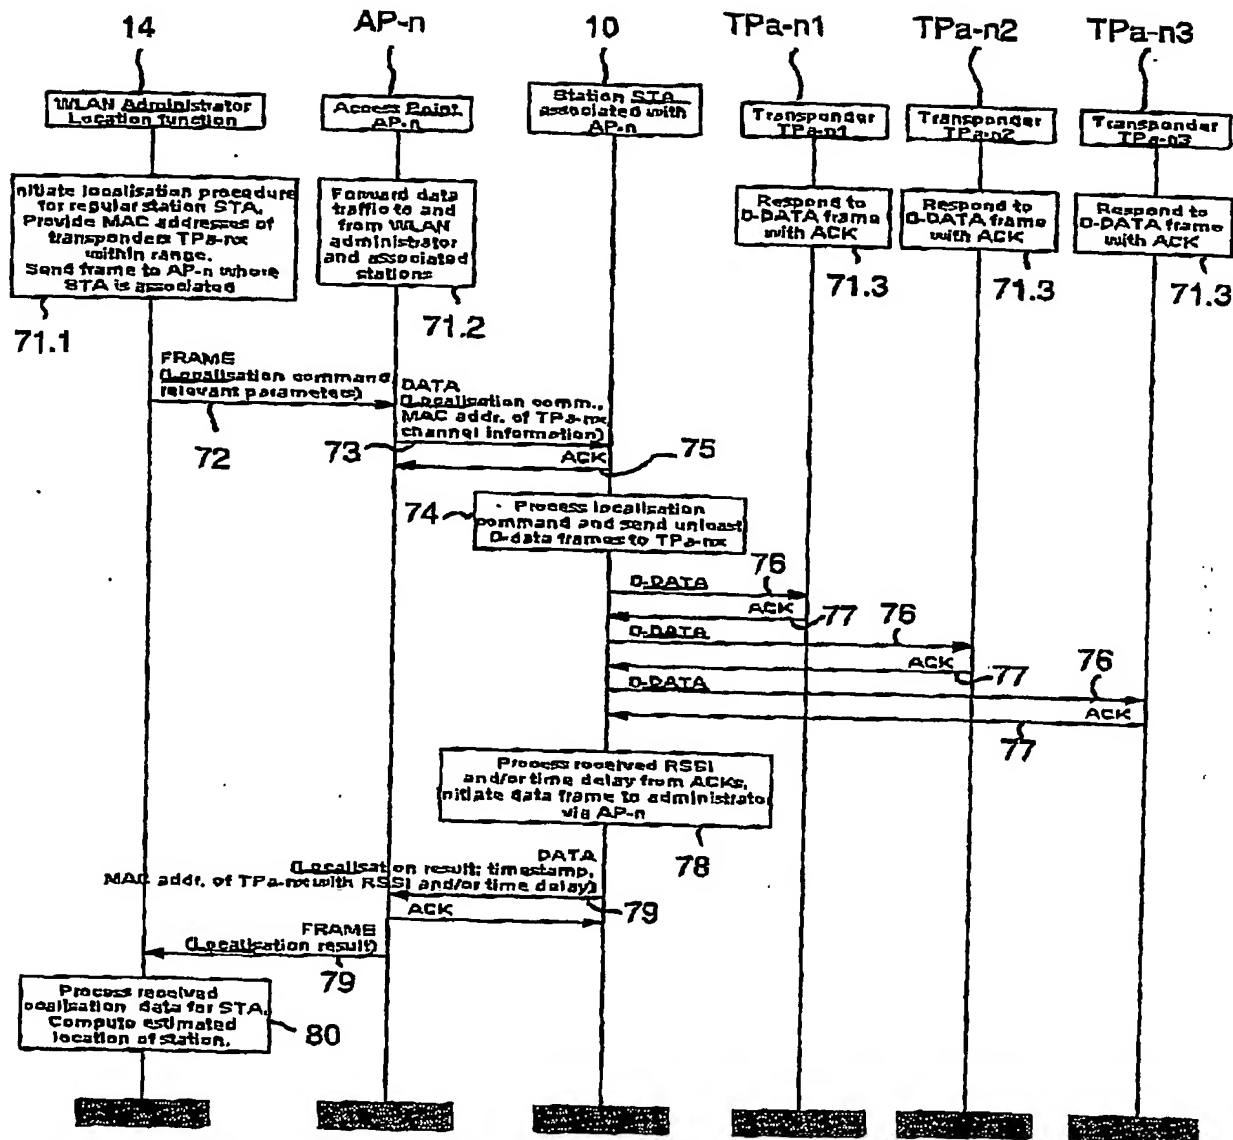 14
AP-n
10
TPa-n1
TPa-n2
TPa-n3
WLAN Administrator
Location function
Access Point
AP-n
Station STA
associated with
AP-n
Transponder
TPa-n1
Transponder
TPa-n2
Transponder
TPa-n3
Initiate localisation procedure
for regular station STA.
Provide MAC addresses of
transponders TPa-nx
within range.
Send frame to AP-n where
STA is associated
71.1
Forward data
traffic to and
from WLAN
administrator
and associated
stations
71.2
Respond to
D-DATA frame
with ACK
71.3
Respond to
D-DATA frame
with ACK
71.3
Respond to
D-DATA frame
with ACK
71.3
FRAME
(Localisation command,
relevant parameters)
72
DATA
(Localisation comm.,
MAC addr. of TPa-nx,
channel information)
73
ACK
75
74
Process localisation
command and send unicast
D-data frames to TPa-nx
D-DATA
76
ACK
77
D-DATA
76
ACK
77
D-DATA
76
ACK
77
Process received RSSI
and/or time delay from ACKs,
Initiate data frame to administrator
via AP-n
78
DATA
(Localisation result: timestamp,
MAC addr. of TPa-nx with RSSI and/or time delay)
79
ACK
FRAME
(Localisation result)
79
Process received
localisation data for STA.
Compute estimated
location of station.
80